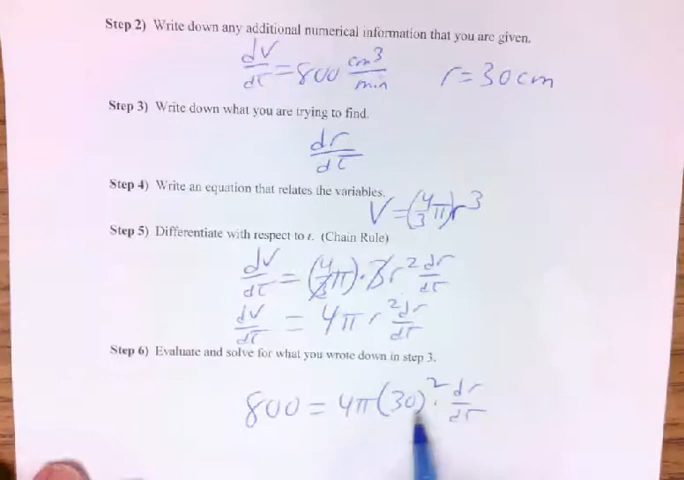 Step 2) Write down any additional numerical information that you are given.
dV/dt = 800 cm³/min r = 30 cm
Step 3) Write down what you are trying to find.
dr/dt
Step 4) Write an equation that relates the variables.
V = (4/3 π) r³
Step 5) Differentiate with respect to t. (Chain Rule)
dV/dt = (4/3 π) · 3r² dr/dt
dV/dt = 4π r² dr/dt
Step 6) Evaluate and solve for what you wrote down in step 3.
800 = 4π(30)² · dr/dt